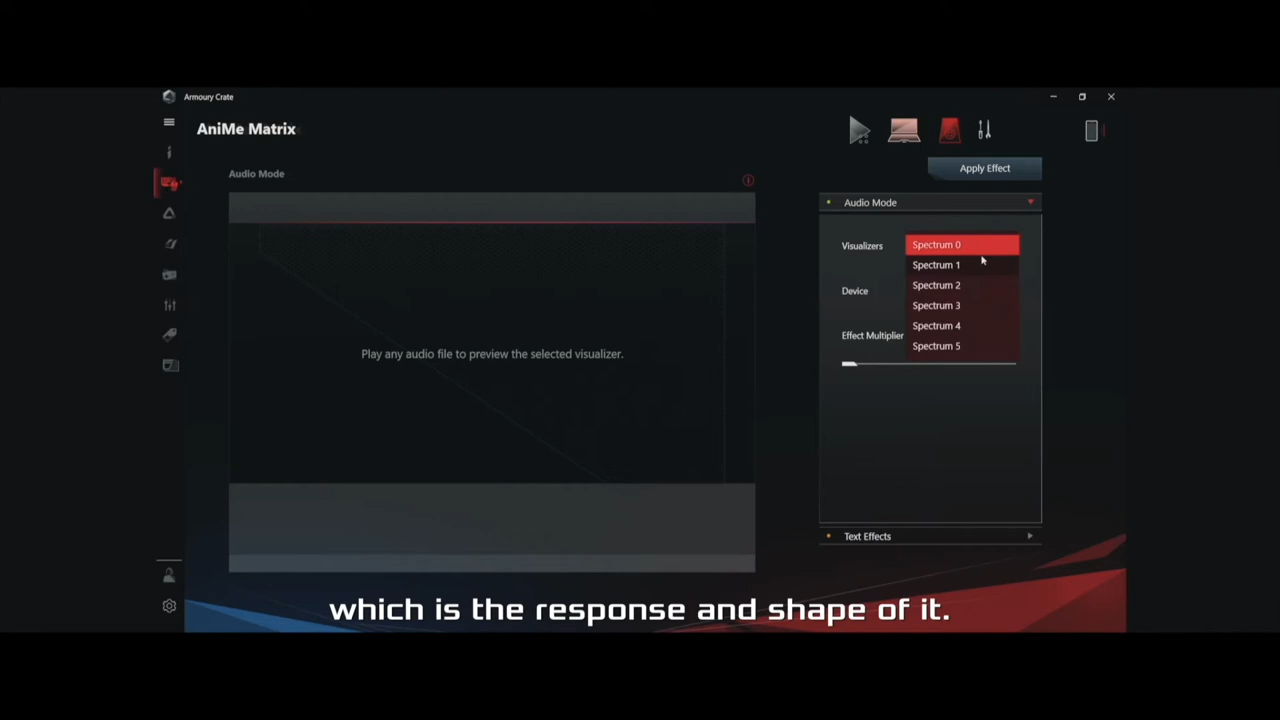 Armoury Crate
AniMe Matrix
Audio Mode
Apply Effect
Audio Mode
Visualizers
Spectrum 0
Spectrum 1
Spectrum 2
Spectrum 3
Spectrum 4
Spectrum 5
Device
Effect Multiplier
Play any audio file to preview the selected visualizer.
Text Effects
which is the response and shape of it.